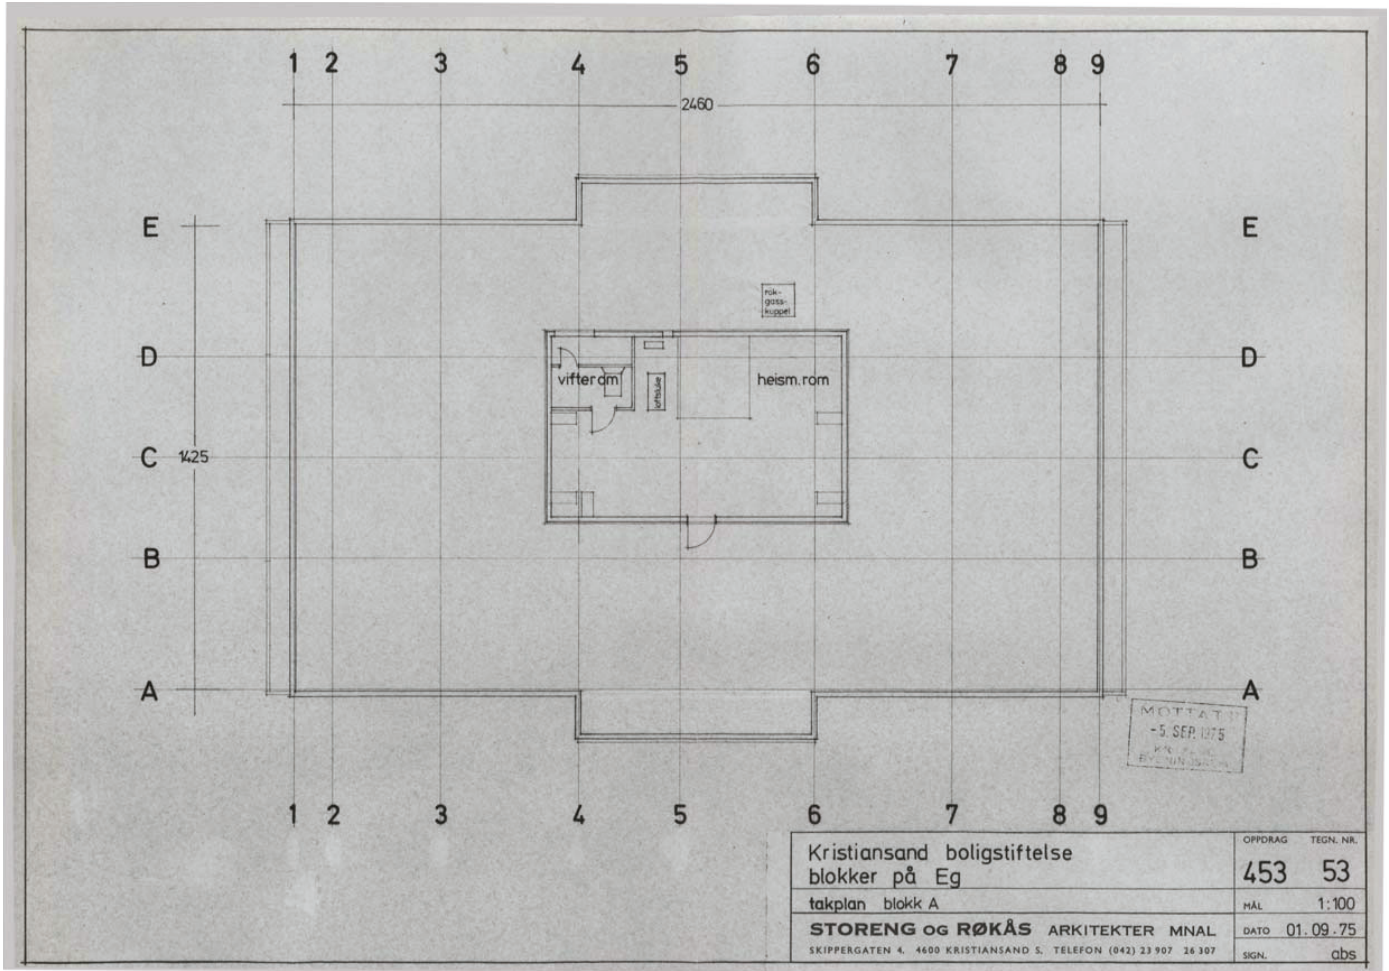 1 2 3 4 5 6 7 8 9
2460
E E
rök-
gass-
kuppel
D D
vifterom heism.rom
loftsluke
C 1425 C
B B
A A
MOTTATT
-5. SEP. 1975
1 2 3 4 5 6 7 8 9
Kristiansand boligstiftelse
blokker på Eg
OPPDRAG TEGN. NR.
453 53
takplan blokk A
MÅL 1:100
STORENG OG RØKÅS ARKITEKTER MNAL
DATO 01.09.75
SKIPPERGATEN 4. 4600 KRISTIANSAND S. TELEFON (042) 23 907 26 307
SIGN. abs